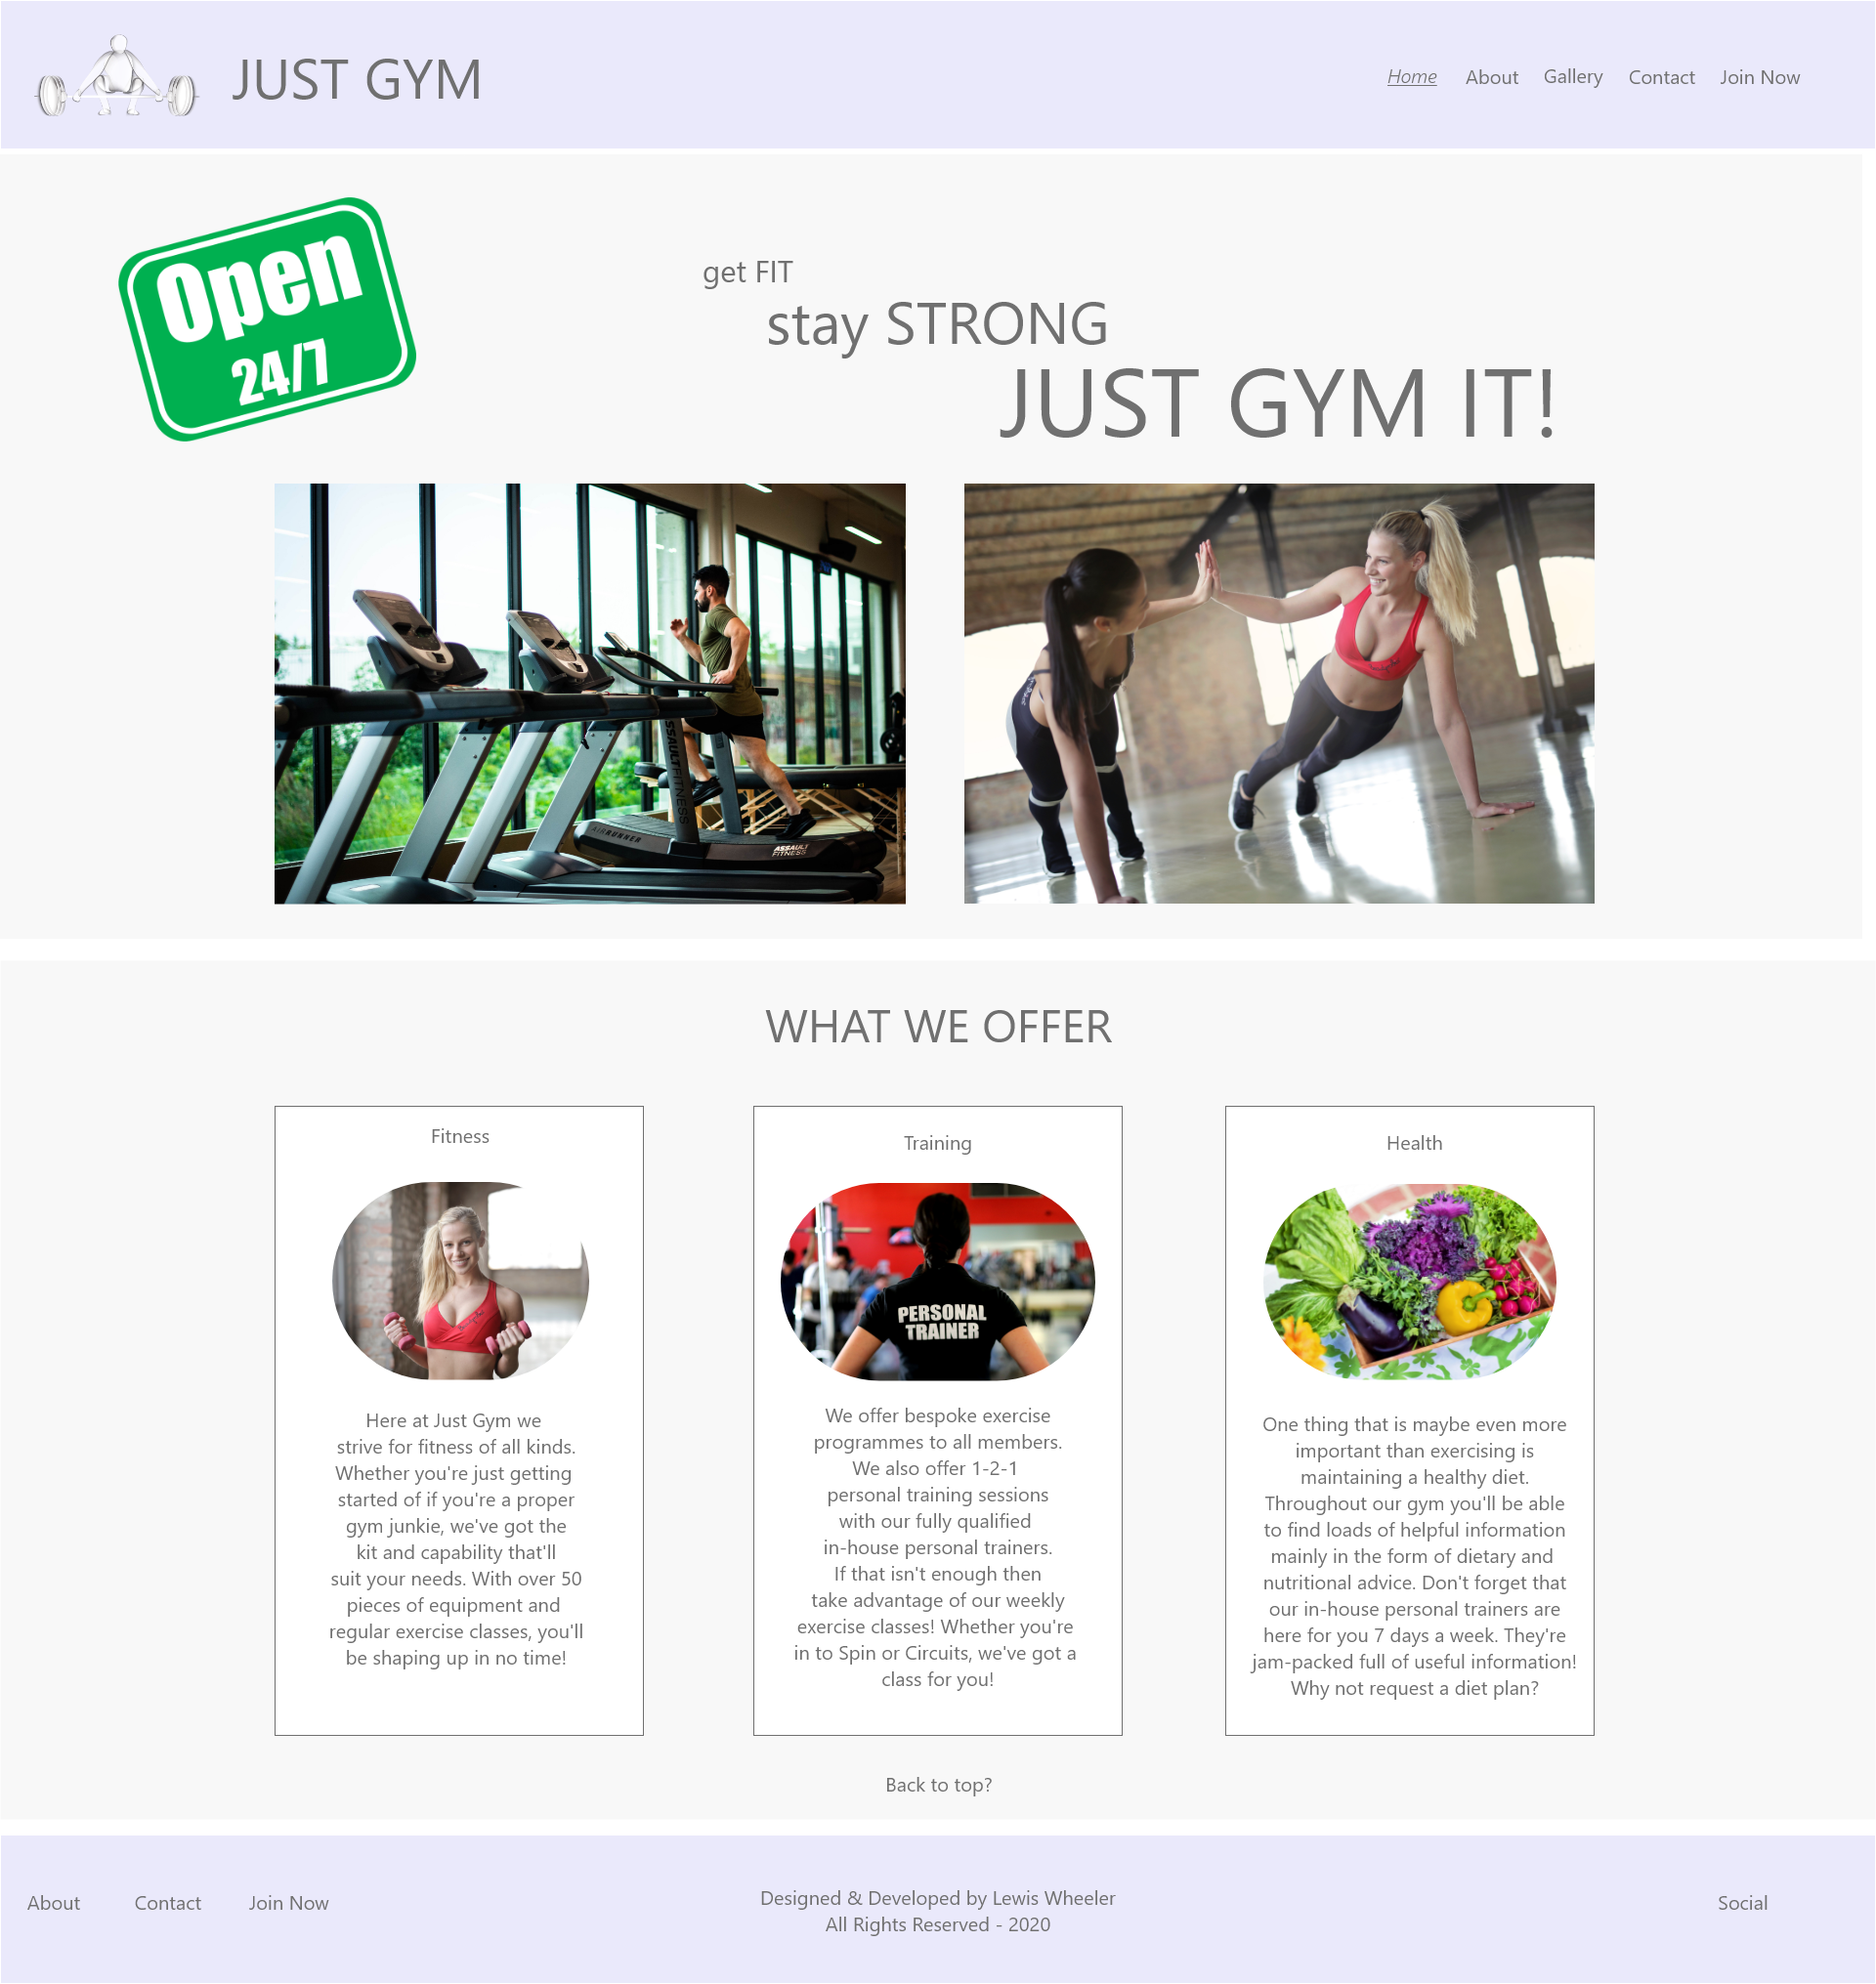 JUST GYM
Home About Gallery Contact Join Now
Open
24/7
get FIT
stay STRONG
JUST GYM IT!
ASSAULT FITNESS
AIRRUNNER
ASSAULT
FITNESS
WHAT WE OFFER
Fitness
Here at Just Gym we
strive for fitness of all kinds.
Whether you're just getting
started of if you're a proper
gym junkie, we've got the
kit and capability that'll
suit your needs. With over 50
pieces of equipment and
regular exercise classes, you'll
be shaping up in no time!
Training
PERSONAL
TRAINER
We offer bespoke exercise
programmes to all members.
We also offer 1-2-1
personal training sessions
with our fully qualified
in-house personal trainers.
If that isn't enough then
take advantage of our weekly
exercise classes! Whether you're
in to Spin or Circuits, we've got a
class for you!
Health
One thing that is maybe even more
important than exercising is
maintaining a healthy diet.
Throughout our gym you'll be able
to find loads of helpful information
mainly in the form of dietary and
nutritional advice. Don't forget that
our in-house personal trainers are
here for you 7 days a week. They're
jam-packed full of useful information!
Why not request a diet plan?
Back to top?
About Contact Join Now
Designed & Developed by Lewis Wheeler
All Rights Reserved - 2020
Social